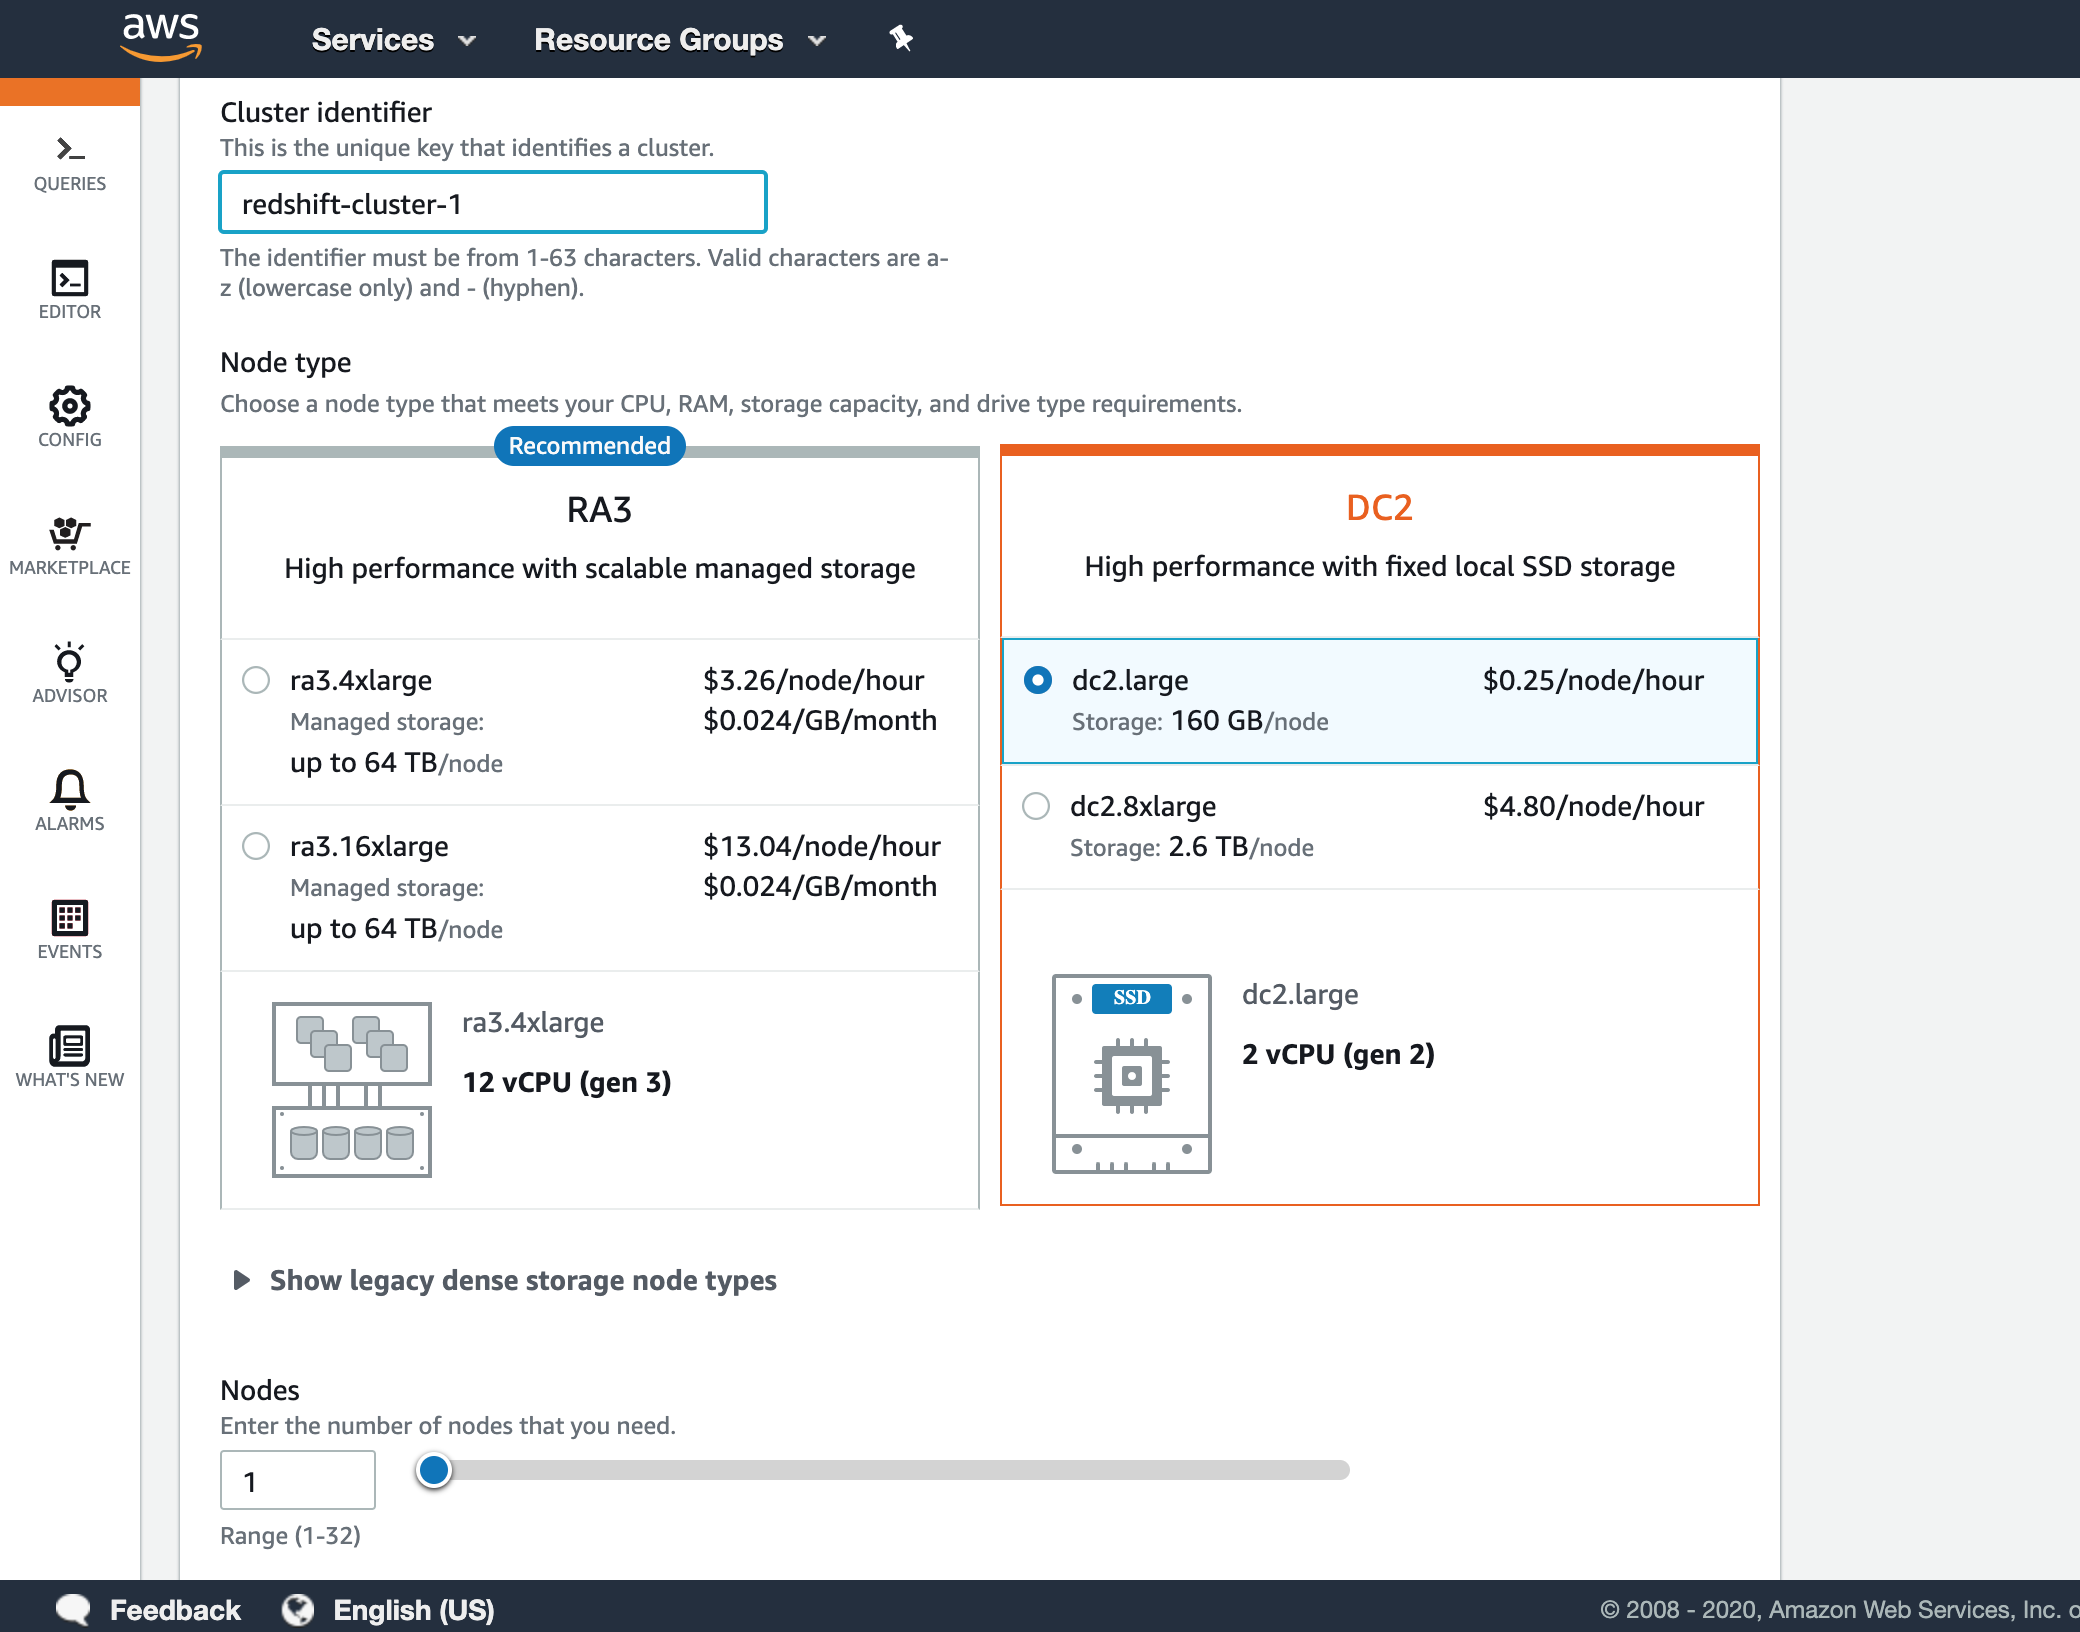 aws
Services
Resource Groups
QUERIES
EDITOR
CONFIG
MARKETPLACE
ADVISOR
ALARMS
EVENTS
WHAT'S NEW
Cluster identifier
This is the unique key that identifies a cluster.
redshift-cluster-1
The identifier must be from 1-63 characters. Valid characters are a-
z (lowercase only) and - (hyphen).
Node type
Choose a node type that meets your CPU, RAM, storage capacity, and drive type requirements.
Recommended
RA3
High performance with scalable managed storage
ra3.4xlarge $3.26/node/hour
Managed storage: $0.024/GB/month
up to 64 TB/node
ra3.16xlarge $13.04/node/hour
Managed storage: $0.024/GB/month
up to 64 TB/node
ra3.4xlarge
12 vCPU (gen 3)
DC2
High performance with fixed local SSD storage
dc2.large $0.25/node/hour
Storage: 160 GB/node
dc2.8xlarge $4.80/node/hour
Storage: 2.6 TB/node
SSD
dc2.large
2 vCPU (gen 2)
Show legacy dense storage node types
Nodes
Enter the number of nodes that you need.
1
Range (1-32)
Feedback
English (US)
© 2008 - 2020, Amazon Web Services, Inc. o